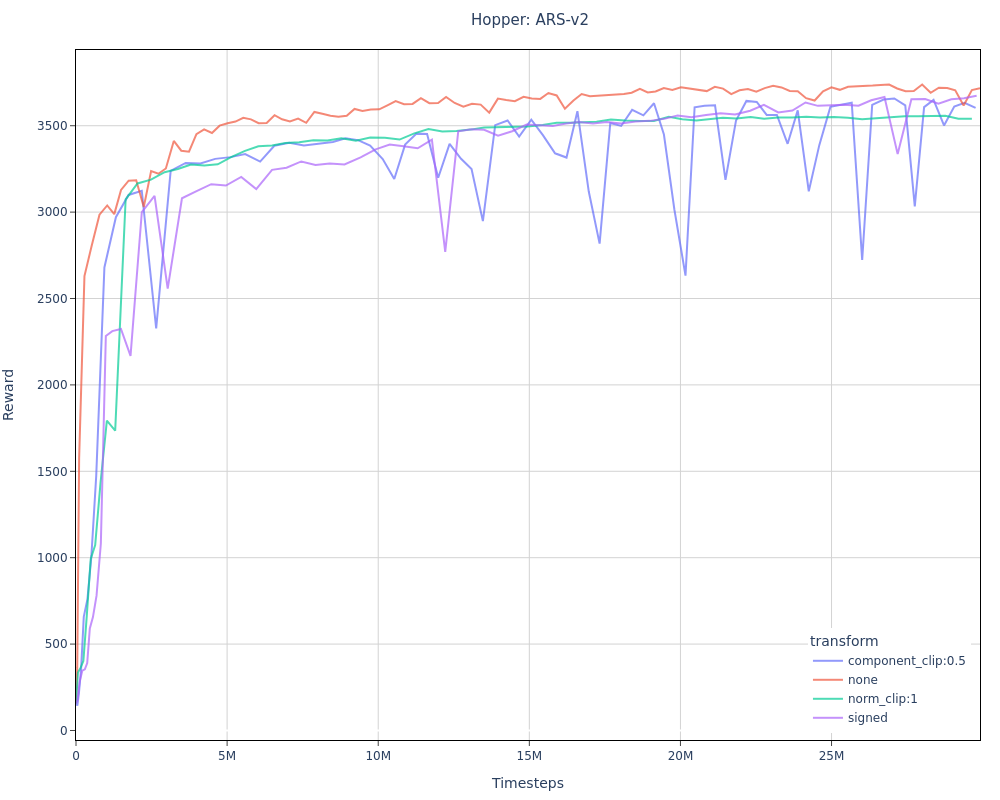 Hopper: ARS-v2
Reward
3500
3000
2500
2000
1500
1000
500
0
0
5M
10M
15M
20M
25M
Timesteps
transform
component_clip:0.5
none
norm_clip:1
signed